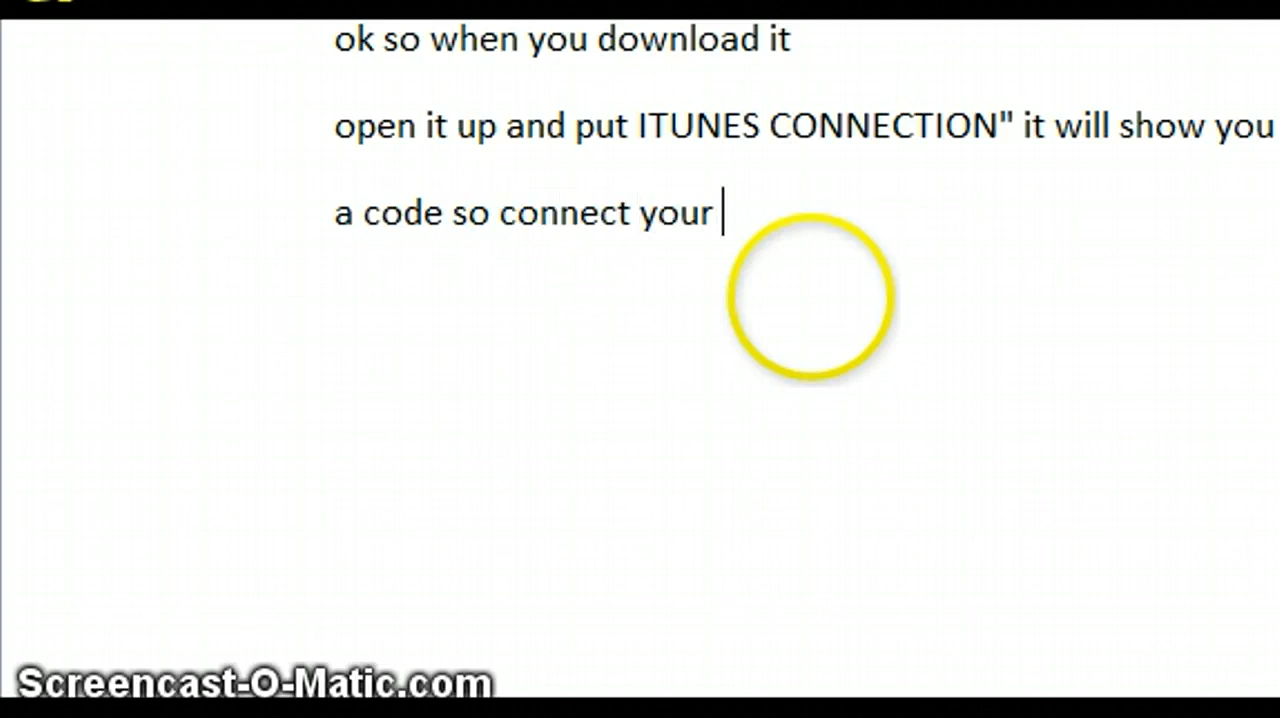 ok so when you download it
open it up and put ITUNES CONNECTION" it will show you
a code so connect your
Screencast-O-Matic.com